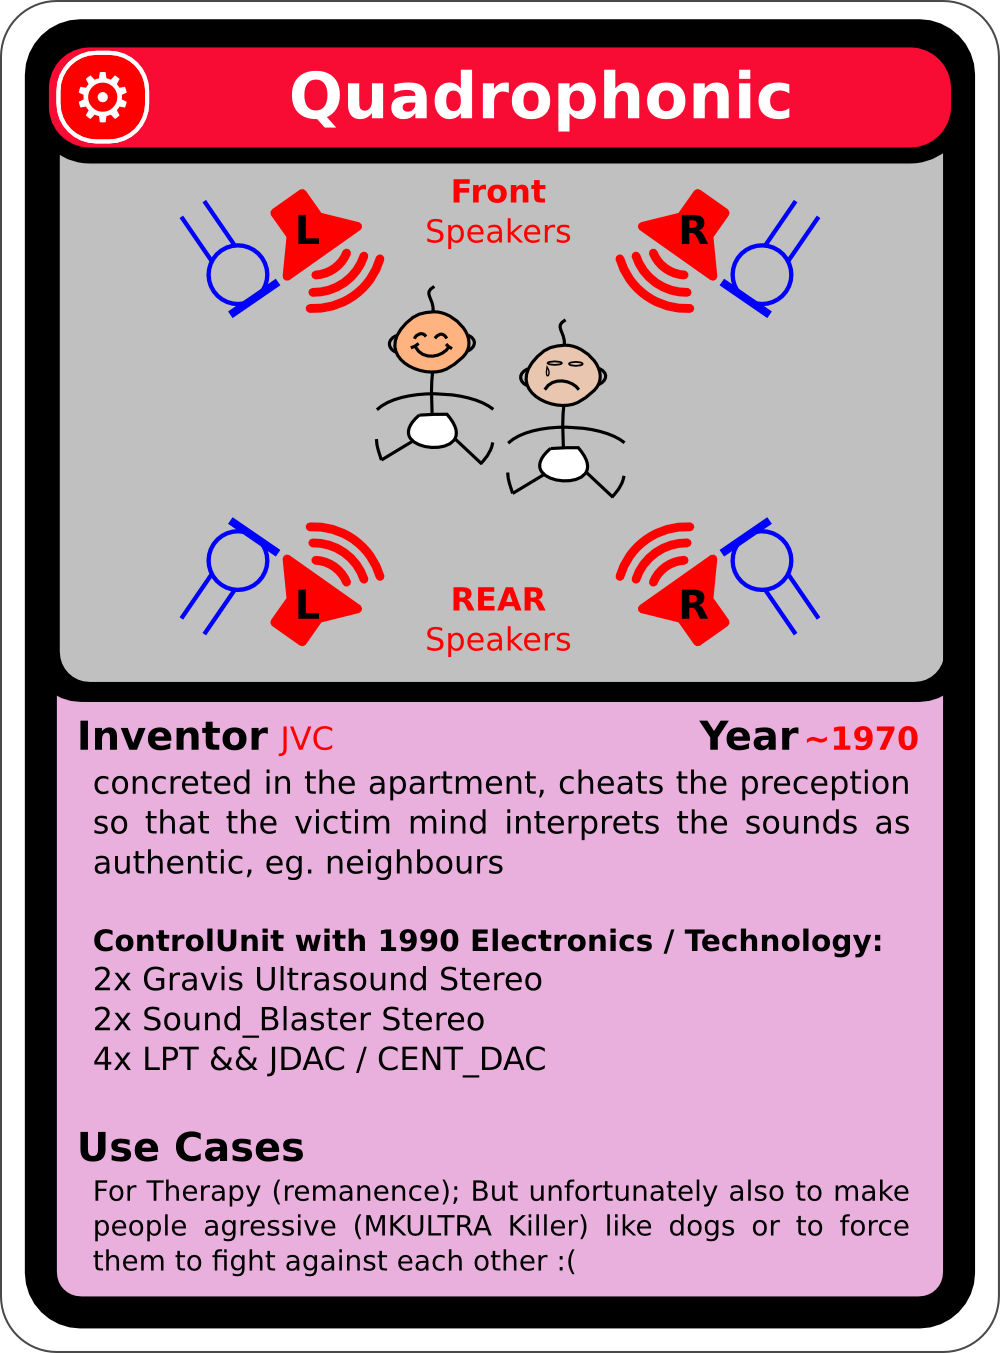 Quadrophonic
Front
Speakers
L
R
L
R
REAR
Speakers
Inventor JVC Year ~1970
concreted in the apartment, cheats the preception
so that the victim mind interprets the sounds as
authentic, eg. neighbours
ControlUnit with 1990 Electronics / Technology:
2x Gravis Ultrasound Stereo
2x Sound_Blaster Stereo
4x LPT && JDAC / CENT_DAC
Use Cases
For Therapy (remanence); But unfortunately also to make
people agressive (MKULTRA Killer) like dogs or to force
them to fight against each other :(